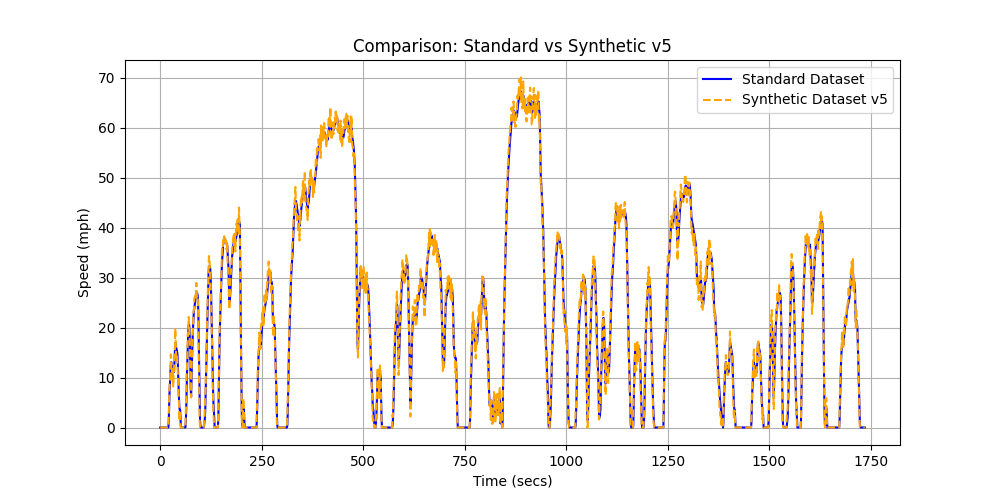 Comparison: Standard vs Synthetic v5
Standard Dataset
Synthetic Dataset v5
Speed (mph)
70
60
50
40
30
20
10
0
0 250 500 750 1000 1250 1500 1750
Time (secs)